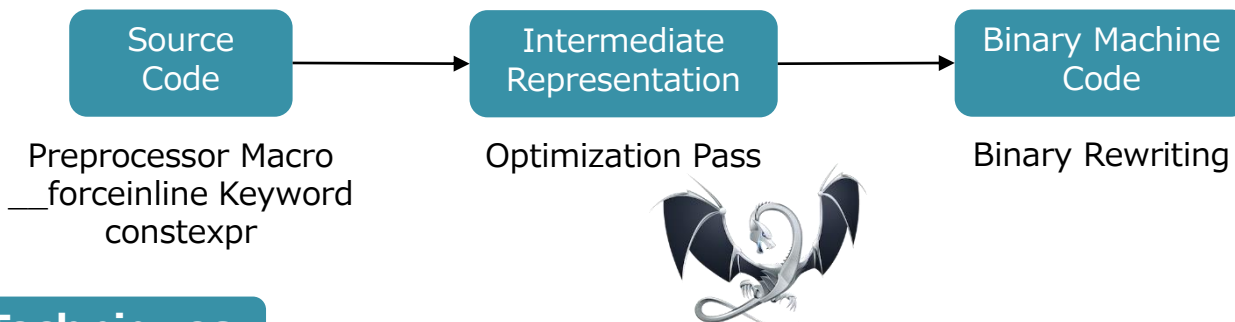 Source
Code
Intermediate
Representation
Binary Machine
Code
Preprocessor Macro
__forceinline Keyword
constexpr
Optimization Pass
Binary Rewriting